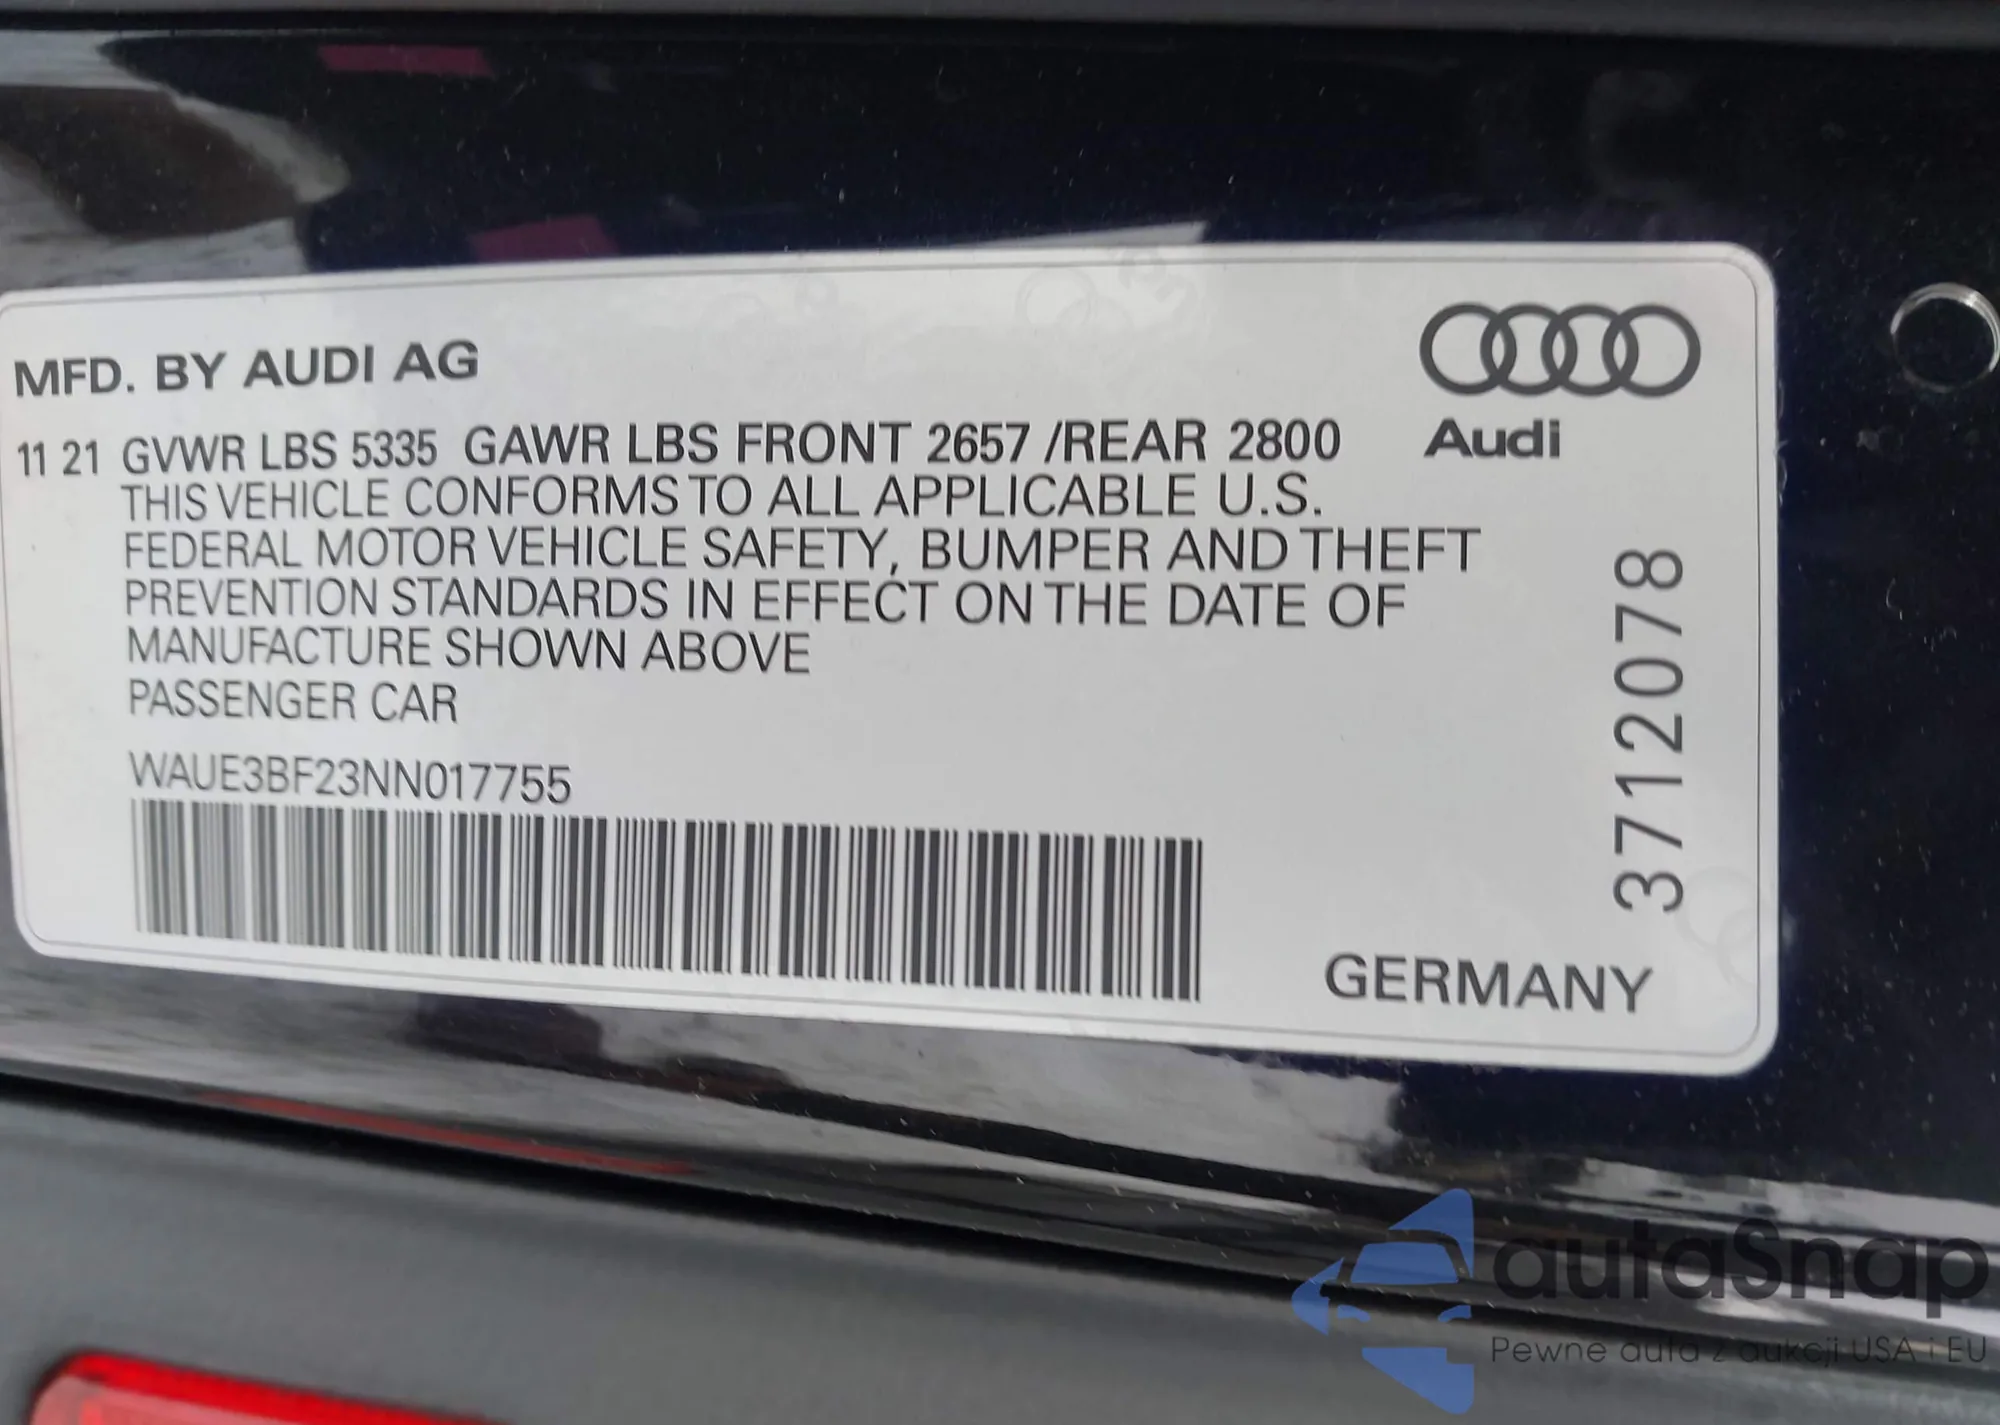 MFD. BY AUDI AG
11 21 GVWR LBS 5335 GAWR LBS FRONT 2657 /REAR 2800
Audi
THIS VEHICLE CONFORMS TO ALL APPLICABLE U.S.
FEDERAL MOTOR VEHICLE SAFETY, BUMPER AND THEFT
PREVENTION STANDARDS IN EFFECT ON THE DATE OF
MANUFACTURE SHOWN ABOVE
PASSENGER CAR
WAUE3BF23NN017755
3712078
GERMANY
autaSnap
Pewne auta z aukcji USA i EU